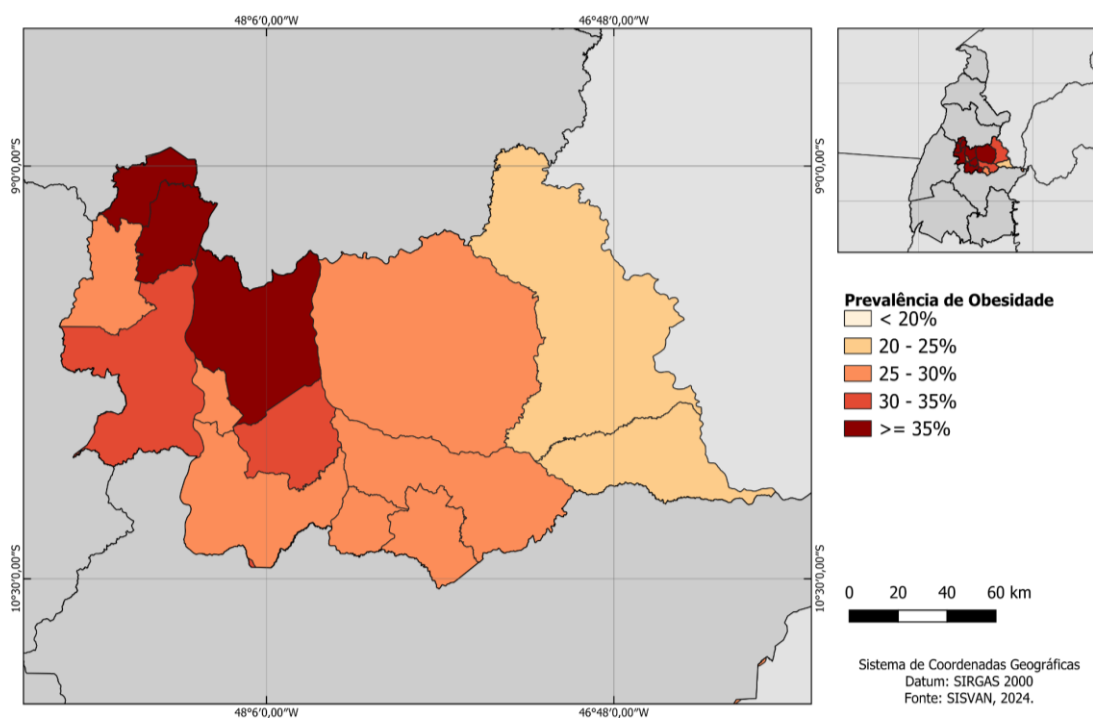 48°6'0,00"W 46°48'0,00"W
9°0'0,00"S 9°0'0,00"S
10°30'0,00"S 10°30'0,00"S
48°6'0,00"W 46°48'0,00"W
Prevalência de Obesidade
< 20%
20 - 25%
25 - 30%
30 - 35%
>= 35%
0 20 40 60 km
Sistema de Coordenadas Geográficas
Datum: SIRGAS 2000
Fonte: SISVAN, 2024.